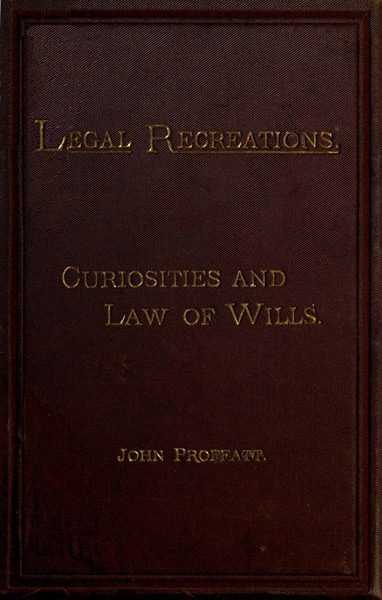 LEGAL RECREATIONS.
CURIOSITIES AND
LAW OF WILLS.
JOHN PROFFATT.